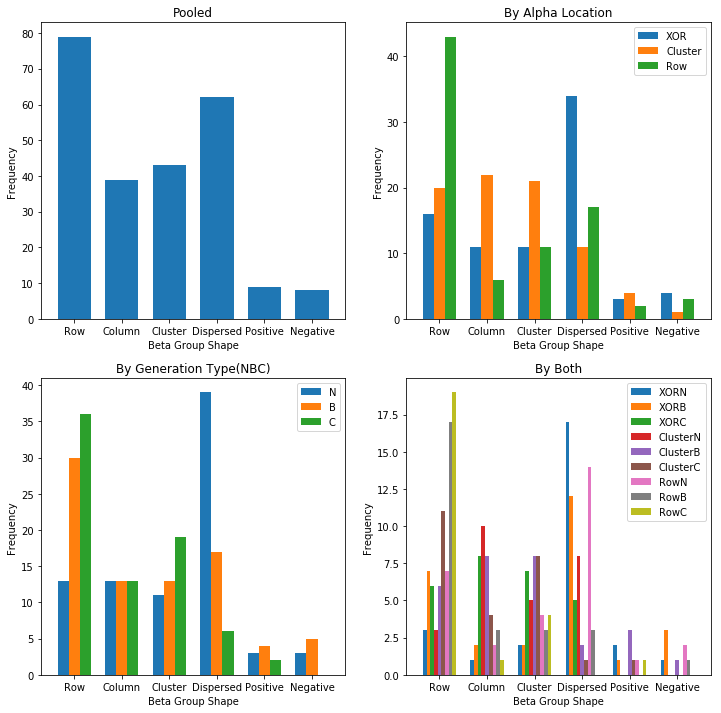 Pooled
Frequency
80
70
60
50
40
30
20
10
0
Row Column Cluster Dispersed Positive Negative
Beta Group Shape
By Alpha Location
XOR
Cluster
Row
Frequency
40
30
20
10
0
Row Column Cluster Dispersed Positive Negative
Beta Group Shape
By Generation Type(NBC)
N
B
C
Frequency
40
35
30
25
20
15
10
5
0
Row Column Cluster Dispersed Positive Negative
Beta Group Shape
By Both
XORN
XORB
XORC
ClusterN
ClusterB
ClusterC
RowN
RowB
RowC
Frequency
17.5
15.0
12.5
10.0
7.5
5.0
2.5
0.0
Row Column Cluster Dispersed Positive Negative
Beta Group Shape